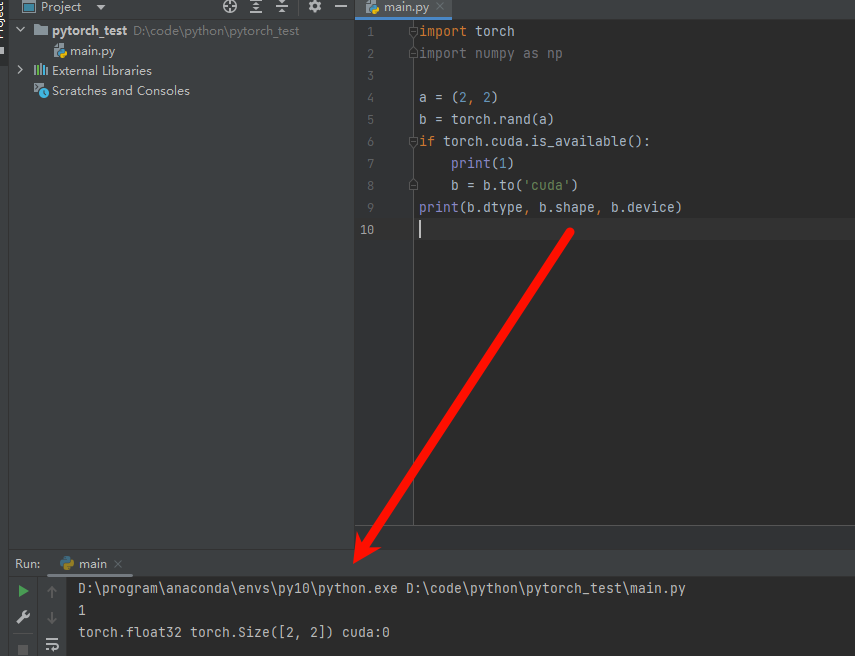 Project
Project
main.py
pytorch_test D:\code\python\pytorch_test
main.py
External Libraries
Scratches and Consoles
1 import torch
2 import numpy as np
3
4 a = (2, 2)
5 b = torch.rand(a)
6 if torch.cuda.is_available():
7 print(1)
8 b = b.to('cuda')
9 print(b.dtype, b.shape, b.device)
10
Run: main
D:\program\anaconda\envs\py10\python.exe D:\code\python\pytorch_test\main.py
1
torch.float32 torch.Size([2, 2]) cuda:0